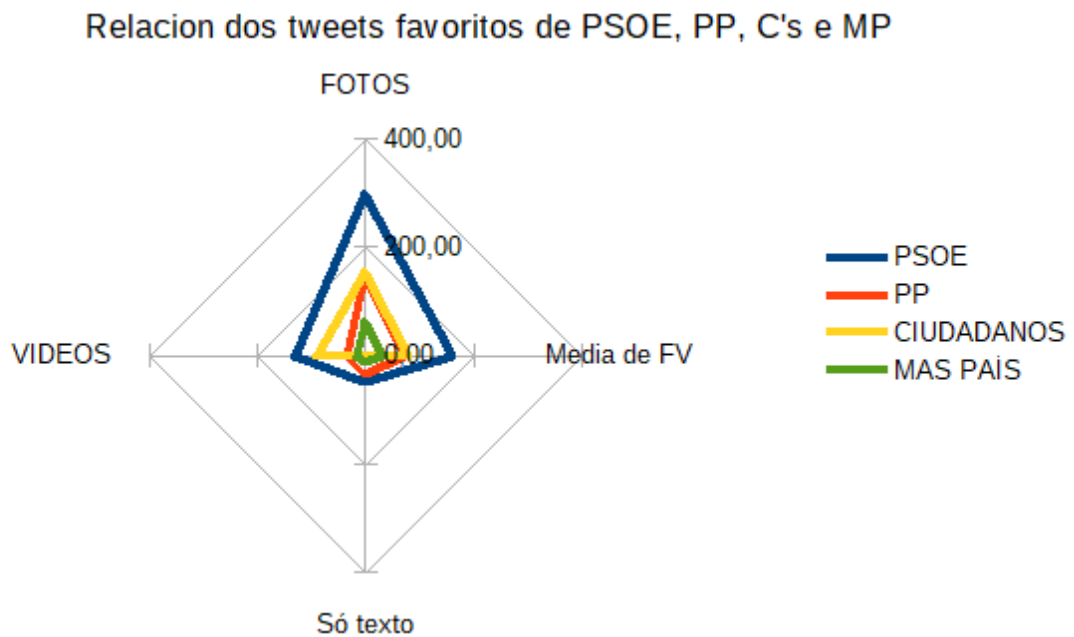 Relacion dos tweets favoritos de PSOE, PP, C's e MP
FOTOS
400,00
200,00
PSOE
PP
CIUDADANOS
MAS PAÍS
VIDEOS
0,00
Media de FV
Só texto